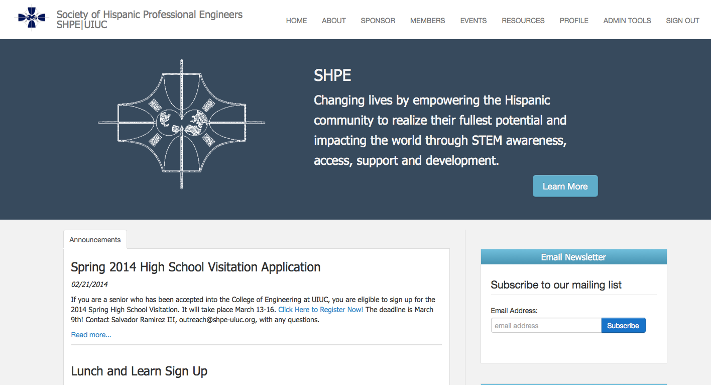 Society of Hispanic Professional Engineers
SHPE|UIUC
HOME ABOUT SPONSOR MEMBERS EVENTS RESOURCES PROFILE ADMIN TOOLS SIGN OUT
SHPE
Changing lives by empowering the Hispanic
community to realize their fullest potential and
impacting the world through STEM awareness,
access, support and development.
Learn More
Announcements
Spring 2014 High School Visitation Application
02/21/2014
If you are a senior who has been accepted into the College of Engineering at UIUC, you are eligible to sign up for the
2014 Spring High School Visitation. It will take place March 13-16. Click Here to Register Now! The deadline is March
9th! Contact Salvador Ramirez III, outreach@shpe-uiuc.org, with any questions.
Read more...
Lunch and Learn Sign Up
Email Newsletter
Subscribe to our mailing list
Email Address:
email address
Subscribe